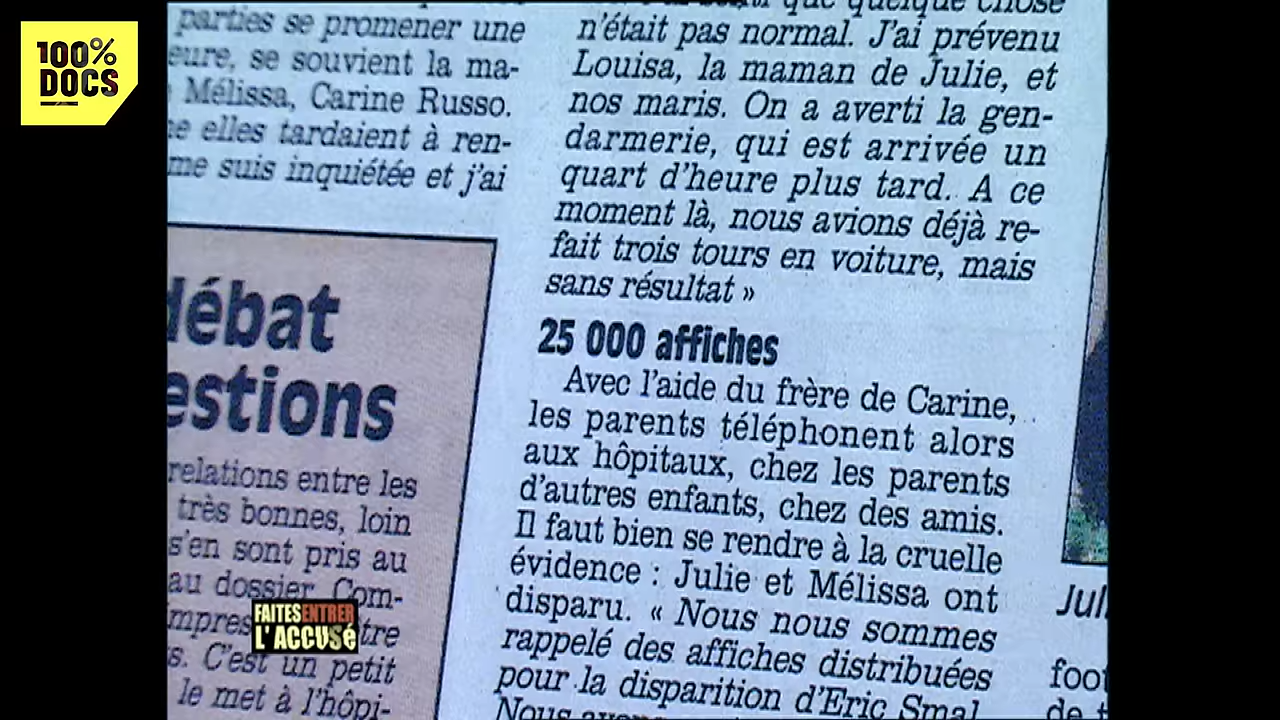 100%
DOCS
parties se promener une
eure, se souvient la ma-
Mélissa, Carine Russo.
elles tardaient à ren-
me suis inquiétée et j'ai
débat
estions
relations entre les
très bonnes, loin
s'en sont pris au
au dossier. Com-
impres
tre
s. C'est un petit
le met à l'hôpi-
FAITES ENTRER
L'ACCUSé
que quelque chose
n'était pas normal. J'ai prévenu
Louisa, la maman de Julie, et
nos maris. On a averti la gen-
darmerie, qui est arrivée un
quart d'heure plus tard. A ce
moment là, nous avions déjà re-
fait trois tours en voiture, mais
sans résultat »
25 000 affiches
Avec l'aide du frère de Carine,
les parents téléphonent alors
aux hôpitaux, chez les parents
d'autres enfants, chez des amis.
Il faut bien se rendre à la cruelle
évidence : Julie et Mélissa ont
disparu. « Nous nous sommes
rappelé des affiches distribuées
pour la disparition d'Eric Smal.
Jul
foot
de t